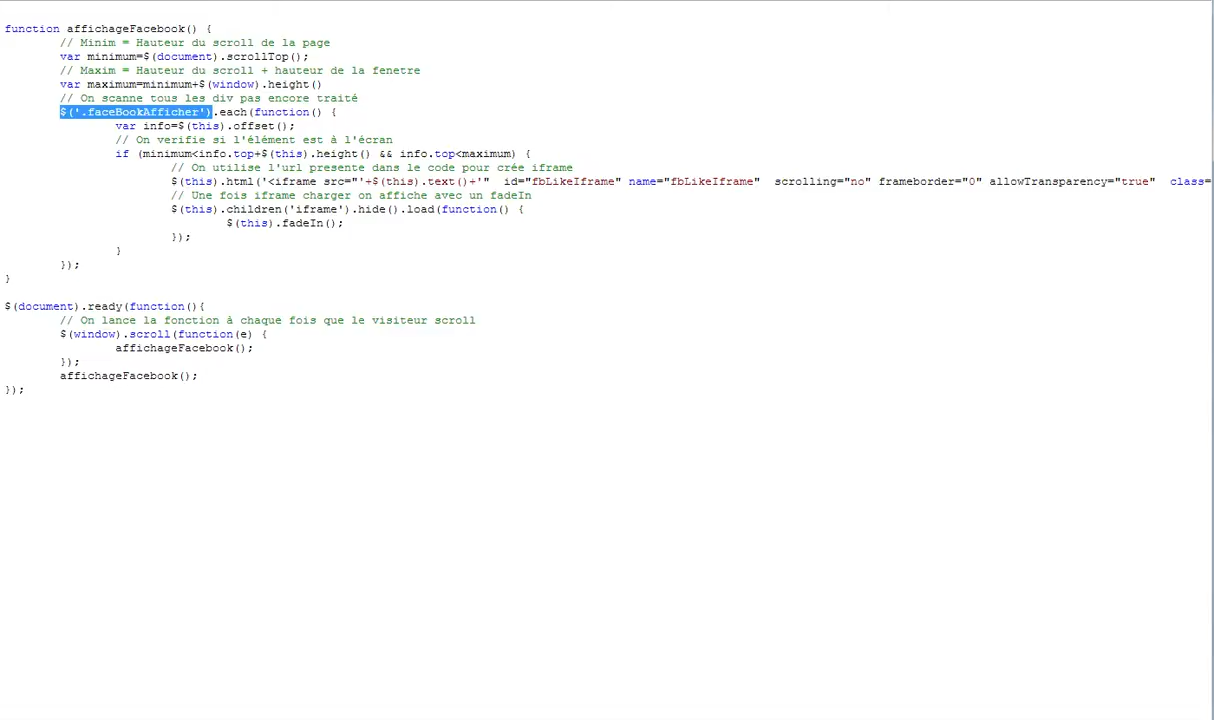 function affichageFacebook() {
// Minim = Hauteur du scroll de la page
var minimum=$(document).scrollTop();
// Maxim = Hauteur du scroll + hauteur de la fenetre
var maximum=minimum+$(window).height()
// On scanne tous les div pas encore traité
$('.faceBookAfficher').each(function() {
var info=$(this).offset();
// On verifie si l'élément est à l'écran
if (minimum<info.top+$(this).height() && info.top<maximum) {
// On utilise l'url presente dans le code pour crée iframe
$(this).html('<iframe src="'+$(this).text()+'"  id="fbLikeIframe" name="fbLikeIframe"  scrolling="no" frameborder="0" allowTransparency="true"  class=
// Une fois iframe charger on affiche avec un fadeIn
$(this).children('iframe').hide().load(function() {
$(this).fadeIn();
});
}
});
}
$(document).ready(function(){
// On lance la fonction à chaque fois que le visiteur scroll
$(window).scroll(function(e) {
affichageFacebook();
});
affichageFacebook();
});